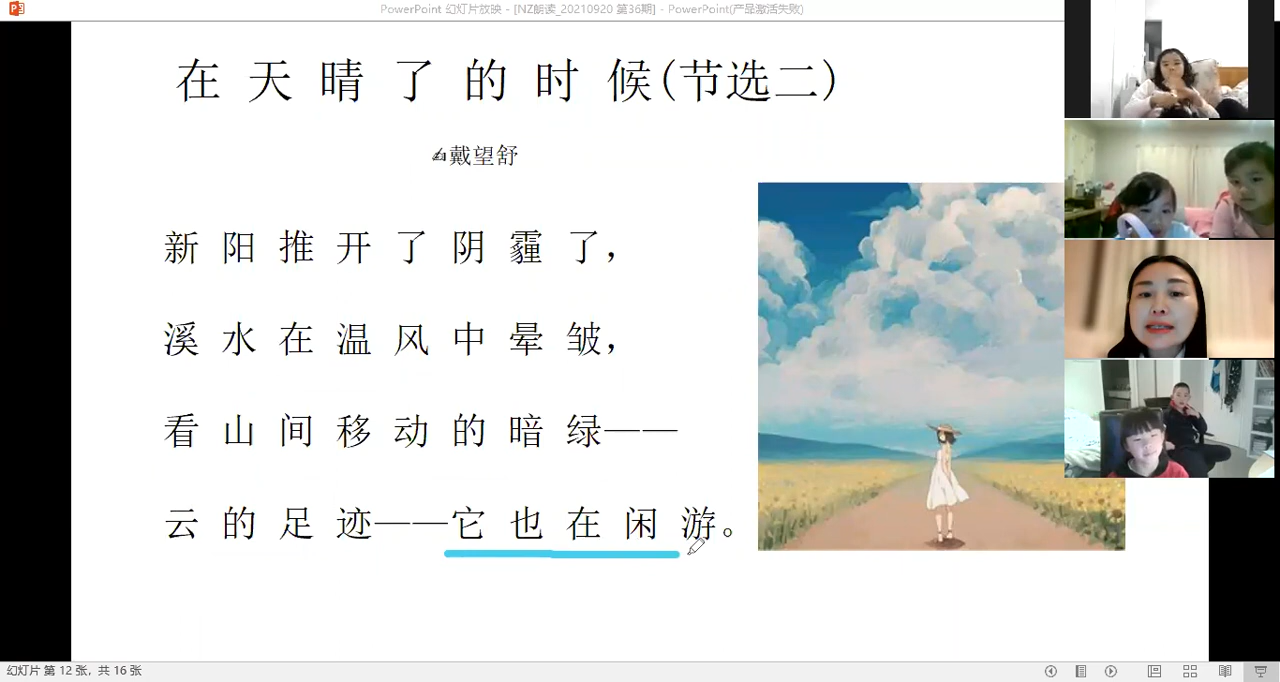 PowerPoint 幻灯片放映 - [NZ朗读_20210920 第36期] - PowerPoint(产品激活失败)
在天晴了的时候(节选二)
✍戴望舒
新阳推开了阴霾了，
溪水在温风中晕皱，
看山间移动的暗绿——
云的足迹——它也在闲游。
幻灯片 第 12 张，共 16 张